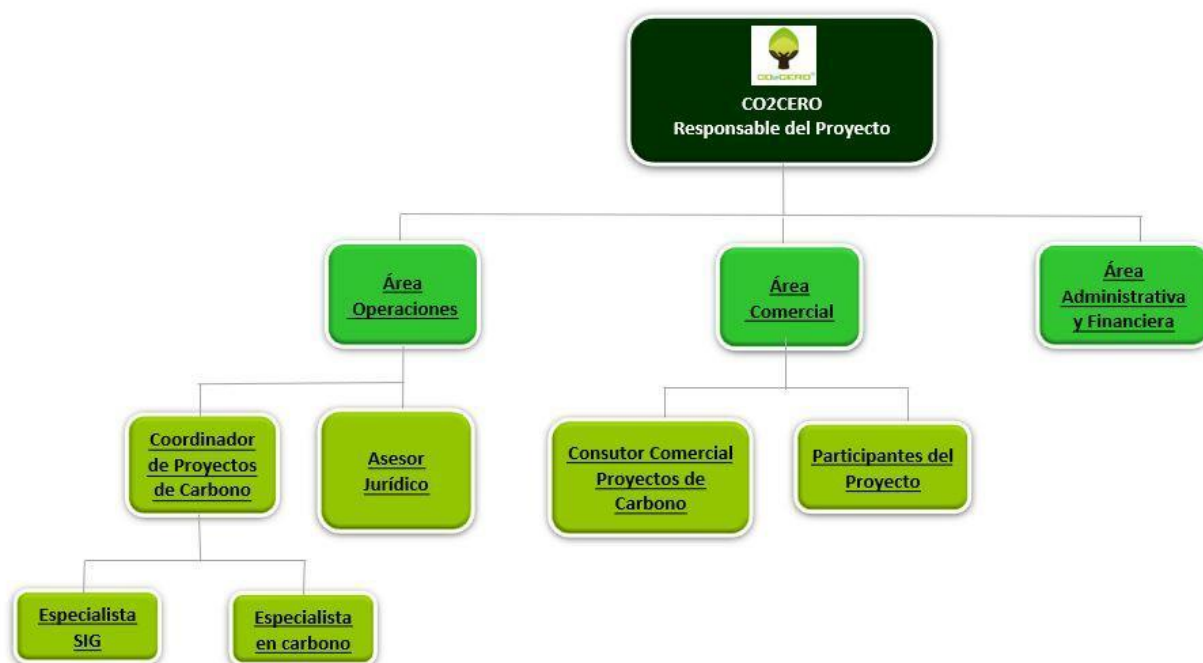 CO2CERO®
CO2CERO
Responsable del Proyecto
Área
Operaciones
Área
Comercial
Área
Administrativa
y Financiera
Coordinador
de Proyectos
de Carbono
Asesor
Jurídico
Consutor Comercial
Proyectos de
Carbono
Participantes del
Proyecto
Especialista
SIG
Especialista
en carbono